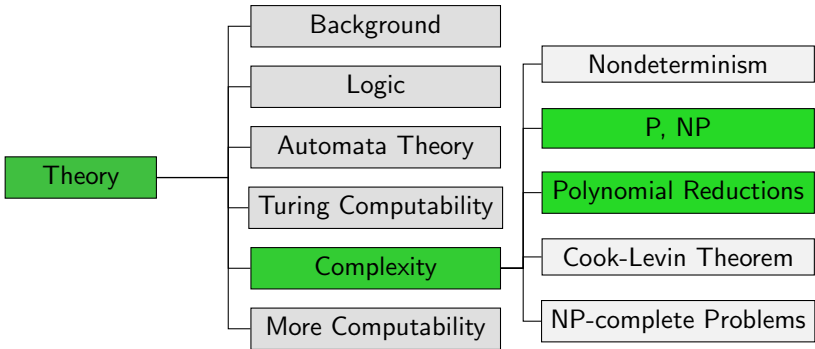 Theory
Background
Logic
Automata Theory
Turing Computability
Complexity
More Computability
Nondeterminism
P, NP
Polynomial Reductions
Cook-Levin Theorem
NP-complete Problems